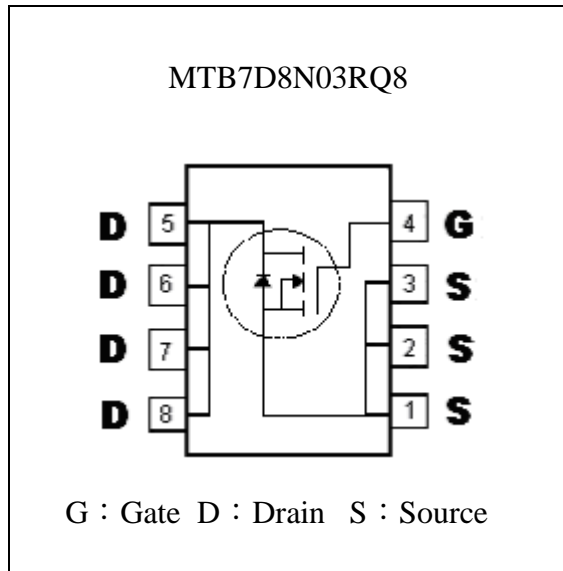 MTB7D8N03RQ8
D 5 4 G
D 6 3 S
D 7 2 S
D 8 1 S
G：Gate D：Drain S：Source